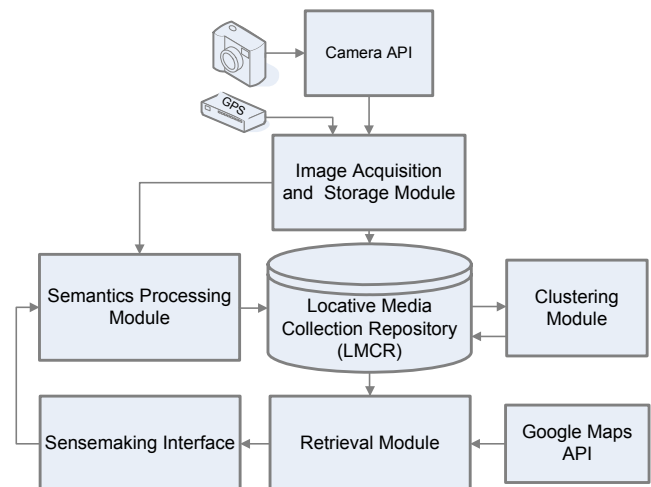 Camera API
GPS
Image Acquisition
and Storage Module
Semantics Processing
Module
Locative Media
Collection Repository
(LMCR)
Clustering
Module
Sensemaking Interface
Retrieval Module
Google Maps
API